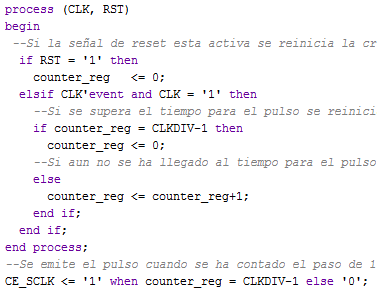 process (CLK, RST)
begin
--Si la señal de reset esta activa se reinicia la cr
if RST = '1' then
counter_reg <= 0;
elsif CLK'event and CLK = '1' then
--Si se supera el tiempo para el pulso se reinici
if counter_reg = CLKDIV-1 then
counter_reg <= 0;
--Si aun no se ha llegado al tiempo para el pulso
else
counter_reg <= counter_reg+1;
end if;
end if;
end process;
--Se emite el pulso cuando se ha contado el paso de 1
CE_SCLK <= '1' when counter_reg = CLKDIV-1 else '0';